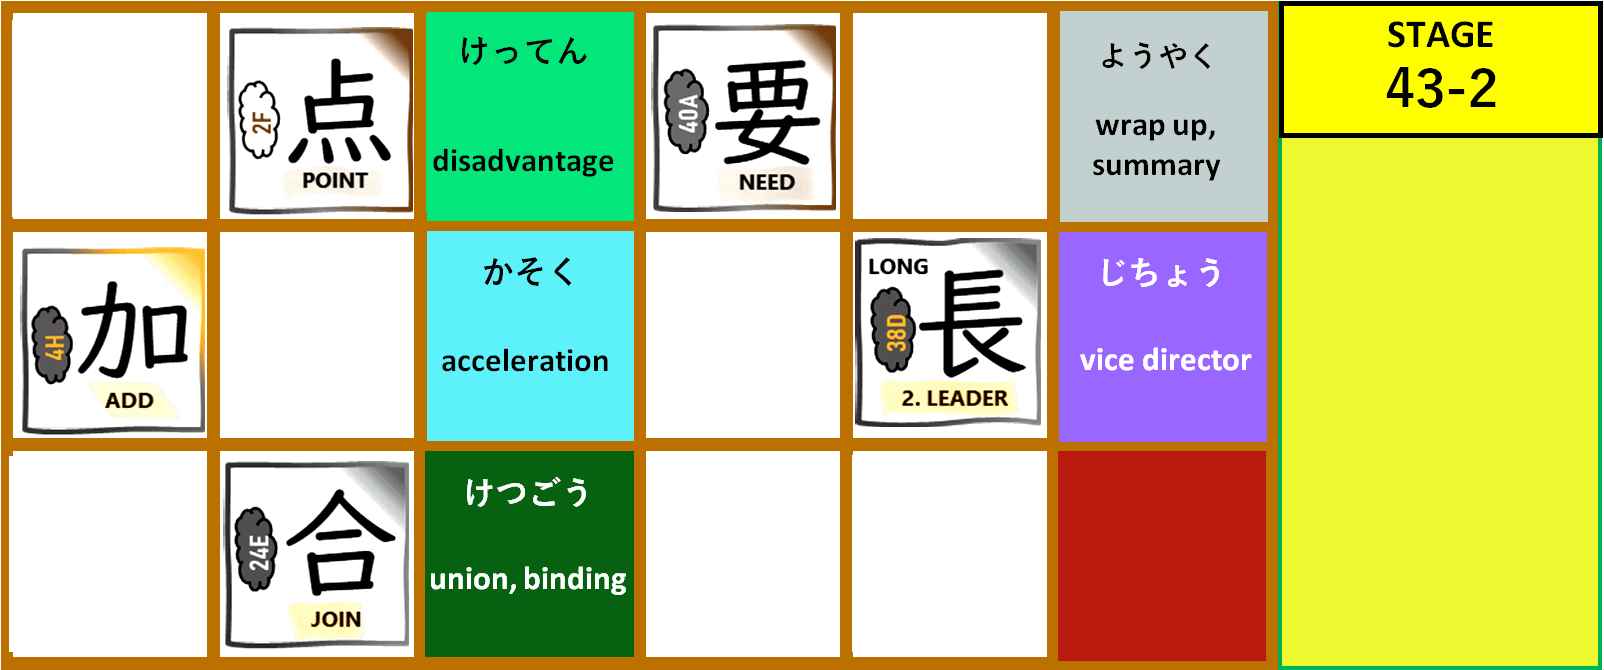 2F
点
POINT
けってん
disadvantage
40A
要
NEED
ようやく
wrap up,
summary
STAGE
43-2
4H
加
ADD
かそく
acceleration
LONG
38D
長
2. LEADER
じちょう
vice director
24E
合
JOIN
けつごう
union, binding